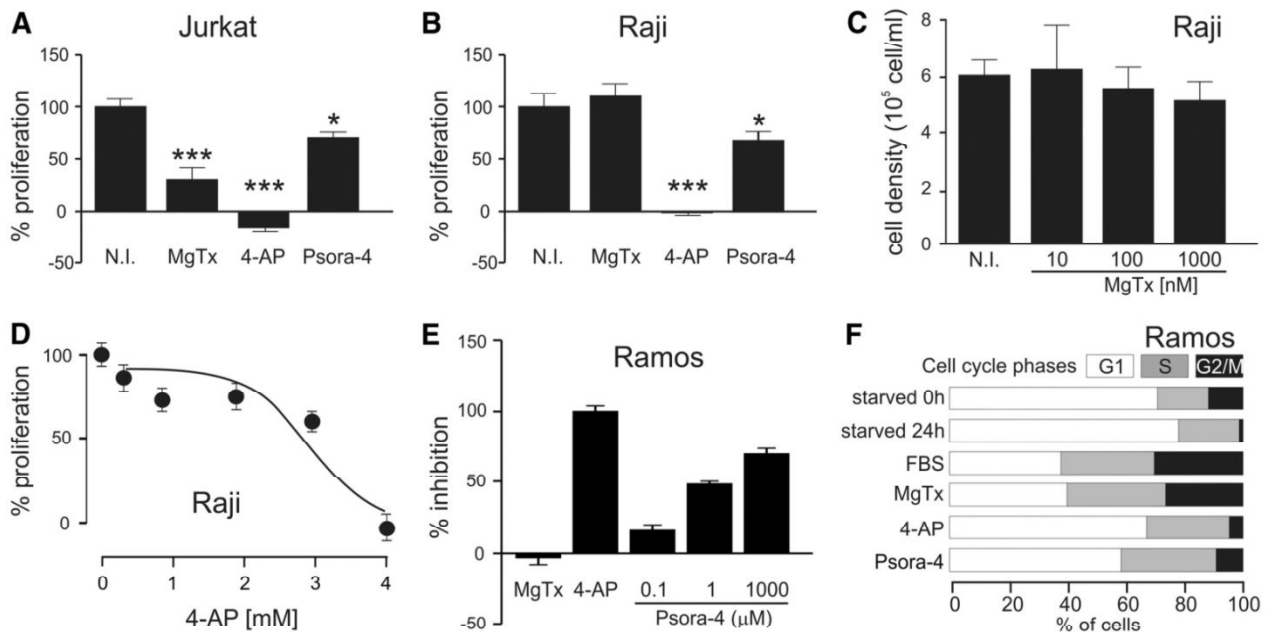 A
Jurkat
% proliferation
150
100
50
0
-50
***
***
*
N.I. MgTx 4-AP Psora-4
B
Raji
% proliferation
150
100
50
0
-50
***
*
N.I. MgTx 4-AP Psora-4
C
Raji
cell density (10⁵ cell/ml)
8
6
4
2
0
N.I. 10 100 1000
MgTx [nM]
D
% proliferation
100
50
0
Raji
0 1 2 3 4
4-AP [mM]
E
Ramos
% inhibition
150
100
50
0
-50
MgTx 4-AP 0.1 1 1000
Psora-4 (μM)
F
Ramos
Cell cycle phases G1 S G2/M
starved 0h
starved 24h
FBS
MgTx
4-AP
Psora-4
0 20 40 60 80 100
% of cells